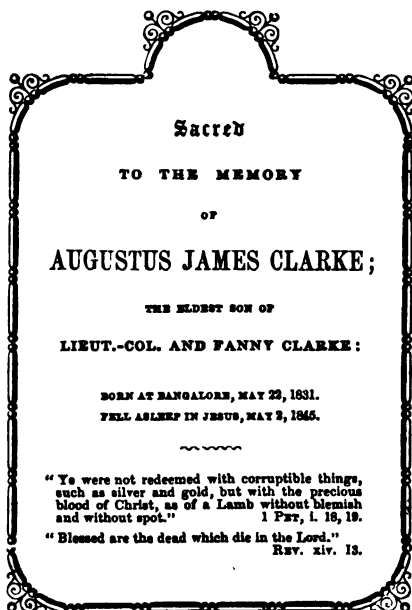 Sacred
TO THE MEMORY
OF
AUGUSTUS JAMES CLARKE;
THE ELDEST SON OF
LIEUT.-COL. AND FANNY CLARKE:
BORN AT BANGALORE, MAY 22, 1831.
FELL ASLEEP IN JESUS, MAY 2, 1845.
"Ye were not redeemed with corruptible things,
such as silver and gold, but with the precious
blood of Christ, as of a Lamb without blemish
and without spot." 1 PET, i. 18, 19.
"Blessed are the dead which die in the Lord."
REV. xiv. 13.